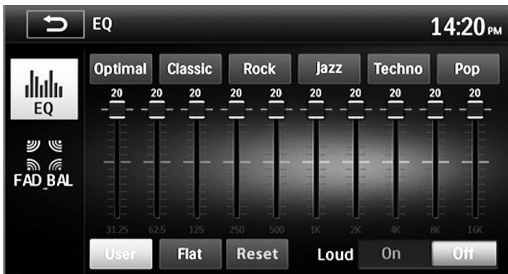 EQ 14:20 PM
Optimal Classic Rock Jazz Techno Pop
20 20 20 20 20 20 20 20 20 20
EQ
FAD_BAL
31.25 62.5 125 250 500 1K 2K 4K 8K 16K
User Flat Reset Loud On Off